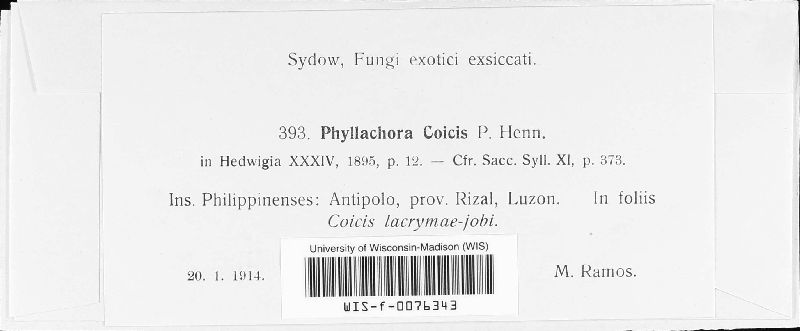 Sydow, Fungi exotici exsiccati.
393. Phyllachora Coicis P. Henn.
in Hedwigia XXXIV, 1895, p. 12. — Cfr. Sacc. Syll. XI, p. 373.
Ins. Philippinenses: Antipolo, prov. Rizal, Luzon. In foliis
Coicis lacrymae-jobi.
University of Wisconsin-Madison (WIS)
WIS-f-0076343
20. 1. 1914. M. Ramos.